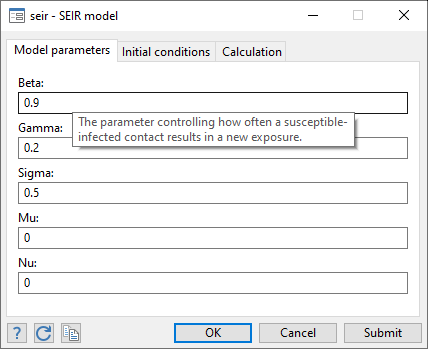 seir - SEIR model
Model parameters
Initial conditions
Calculation
Beta:
0.9
The parameter controlling how often a susceptible-
infected contact results in a new exposure.
Gamma:
0.2
Sigma:
0.5
Mu:
0
Nu:
0
?
OK
Cancel
Submit